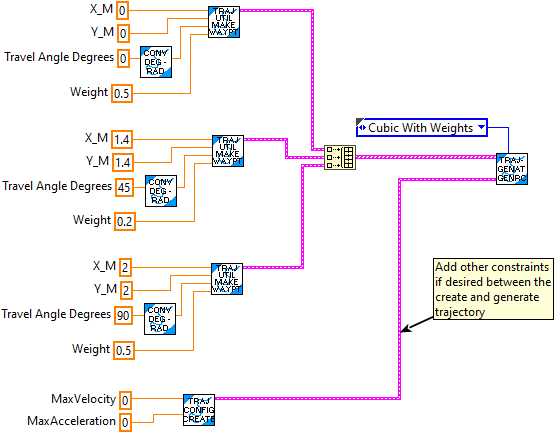 X_M 0
Y_M 0
Travel Angle Degrees 0
Weight 0.5
CONV
DEG -
RAD
TRAJ
UTIL
MAKE
WAYPT
X_M 1.4
Y_M 1.4
Travel Angle Degrees 45
Weight 0.2
CONV
DEG -
RAD
TRAJ
UTIL
MAKE
WAYPT
Cubic With Weights
TRAJ
GENAT
GENRC
X_M 2
Y_M 2
Travel Angle Degrees 90
Weight 0.5
CONV
DEG -
RAD
TRAJ
UTIL
MAKE
WAYPT
Add other constraints
if desired between the
create and generate
trajectory
MaxVelocity 0
MaxAcceleration 0
TRAJ
CONFIG
CREATE